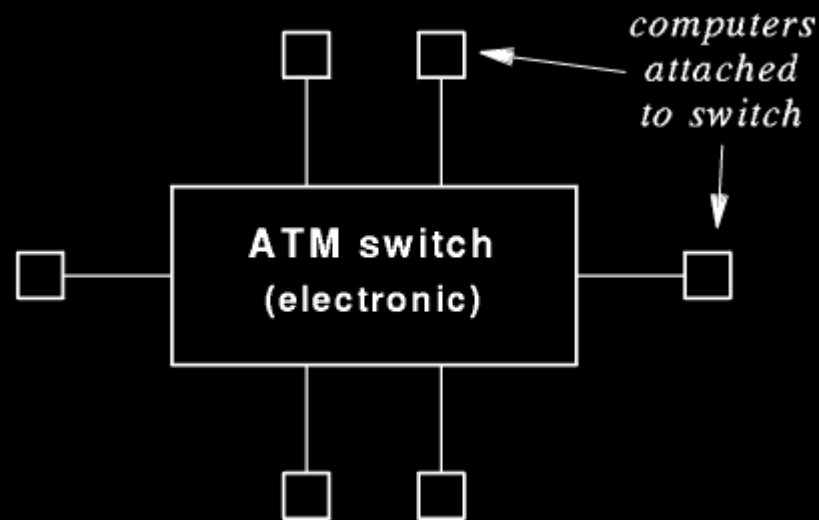 computers
attached
to switch
ATM switch
(electronic)